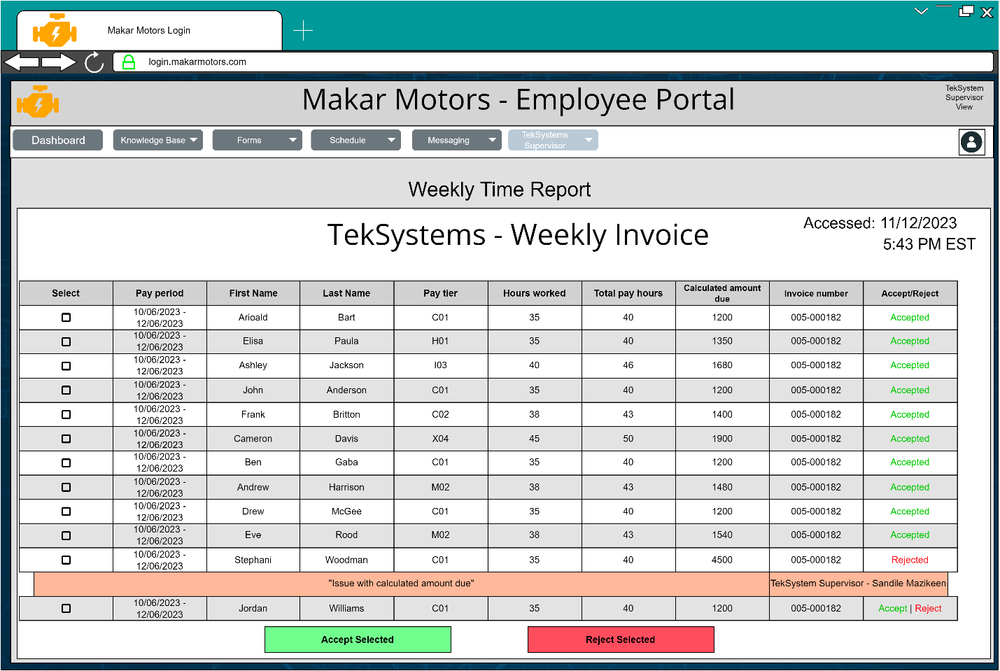 Makar Motors Login
login.makarmotors.com
Makar Motors - Employee Portal
TekSystem
Supervisor
View
Dashboard Knowledge Base Forms Schedule Messaging TekSystems
Supervisor
Weekly Time Report
TekSystems - Weekly Invoice
Accessed: 11/12/2023
5:43 PM EST
Select Pay period First Name Last Name Pay tier Hours worked Total pay hours Calculated amount
due Invoice number Accept/Reject
10/06/2023 -
12/06/2023 Arioald Bart C01 35 40 1200 005-000182 Accepted
10/06/2023 -
12/06/2023 Elisa Paula H01 35 40 1350 005-000182 Accepted
10/06/2023 -
12/06/2023 Ashley Jackson I03 40 46 1680 005-000182 Accepted
10/06/2023 -
12/06/2023 John Anderson C01 35 40 1200 005-000182 Accepted
10/06/2023 -
12/06/2023 Frank Britton C02 38 43 1400 005-000182 Accepted
10/06/2023 -
12/06/2023 Cameron Davis X04 45 50 1900 005-000182 Accepted
10/06/2023 -
12/06/2023 Ben Gaba C01 35 40 1200 005-000182 Accepted
10/06/2023 -
12/06/2023 Andrew Harrison M02 38 43 1480 005-000182 Accepted
10/06/2023 -
12/06/2023 Drew McGee C01 35 40 1200 005-000182 Accepted
10/06/2023 -
12/06/2023 Eve Rood M02 38 43 1540 005-000182 Accepted
10/06/2023 -
12/06/2023 Stephani Woodman C01 35 40 4500 005-000182 Rejected
"Issue with calculated amount due" TekSystem Supervisor - Sandile Mazikeen
10/06/2023 -
12/06/2023 Jordan Williams C01 35 40 1200 005-000182 Accept | Reject
Accept Selected Reject Selected